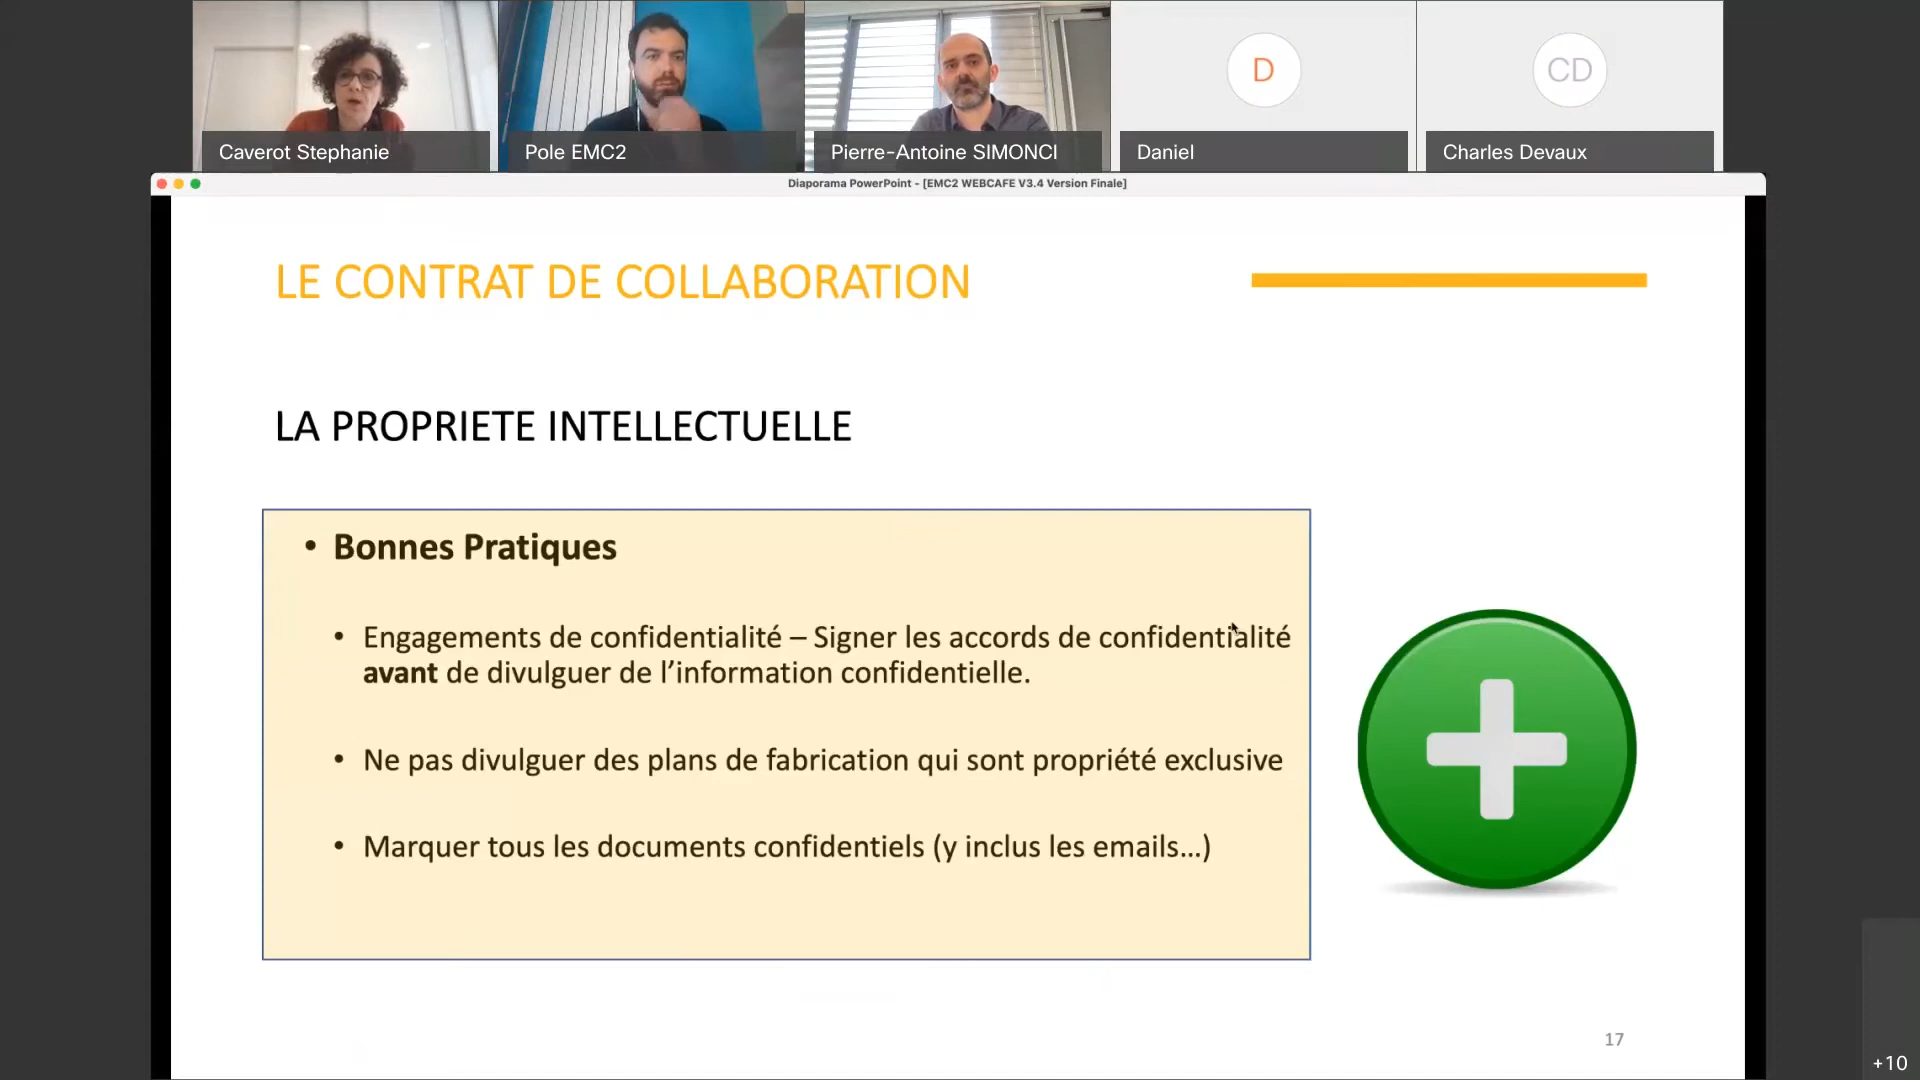 D
CD
Caverot Stephanie
Pole EMC2
Pierre-Antoine SIMONCI
Daniel
Charles Devaux
Diaporama PowerPoint - [EMC2 WEBCAFE V3.4 Version Finale]
LE CONTRAT DE COLLABORATION
LA PROPRIETE INTELLECTUELLE
• Bonnes Pratiques
• Engagements de confidentialité – Signer les accords de confidentialité
avant de divulguer de l’information confidentielle.
• Ne pas divulguer des plans de fabrication qui sont propriété exclusive
• Marquer tous les documents confidentiels (y inclus les emails…)
17
+10